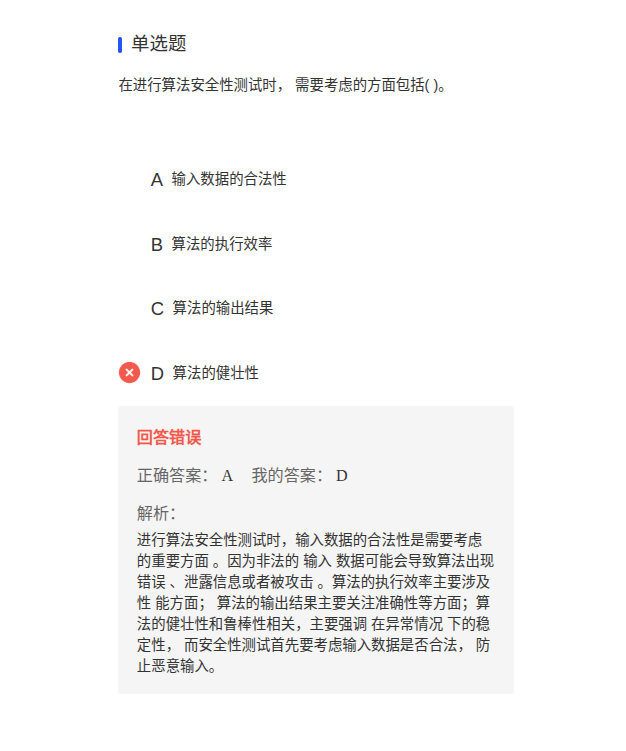 单选题
在进行算法安全性测试时， 需要考虑的方面包括( )。
A 输入数据的合法性
B 算法的执行效率
C 算法的输出结果
D 算法的健壮性
回答错误
正确答案： A 我的答案： D
解析：
进行算法安全性测试时，输入数据的合法性是需要考虑
的重要方面 。因为非法的 输入 数据可能会导致算法出现
错误 、泄露信息或者被攻击 。算法的执行效率主要涉及
性 能方面； 算法的输出结果主要关注准确性等方面；算
法的健壮性和鲁棒性相关，主要强调 在异常情况 下的稳
定性， 而安全性测试首先要考虑输入数据是否合法， 防
止恶意输入。